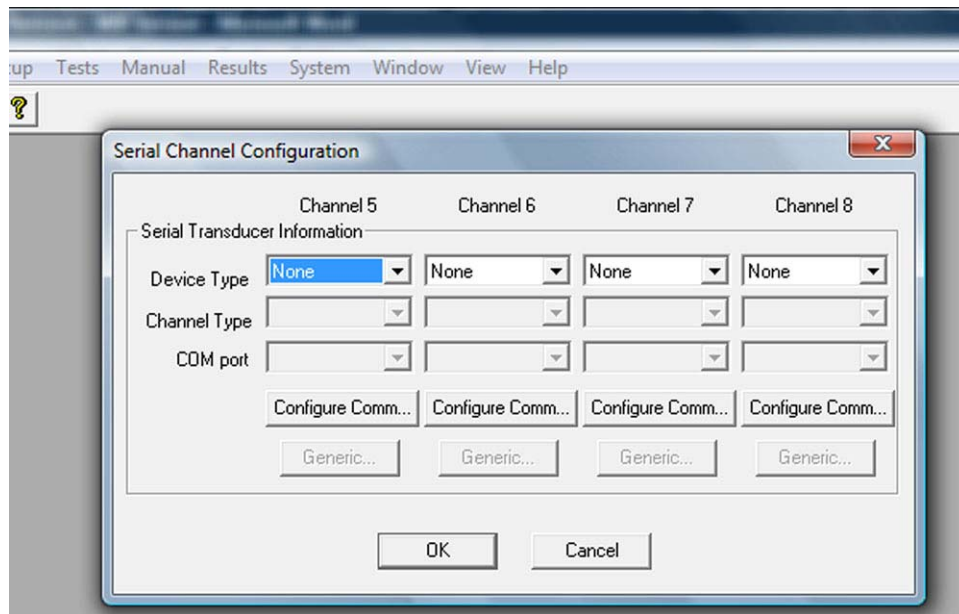 Microsoft Word
up Tests Manual Results System Window View Help
?
Serial Channel Configuration
X
Channel 5 Channel 6 Channel 7 Channel 8
Serial Transducer Information
Device Type None None None None
Channel Type
COM port
Configure Comm... Configure Comm... Configure Comm... Configure Comm...
Generic... Generic... Generic... Generic...
OK Cancel